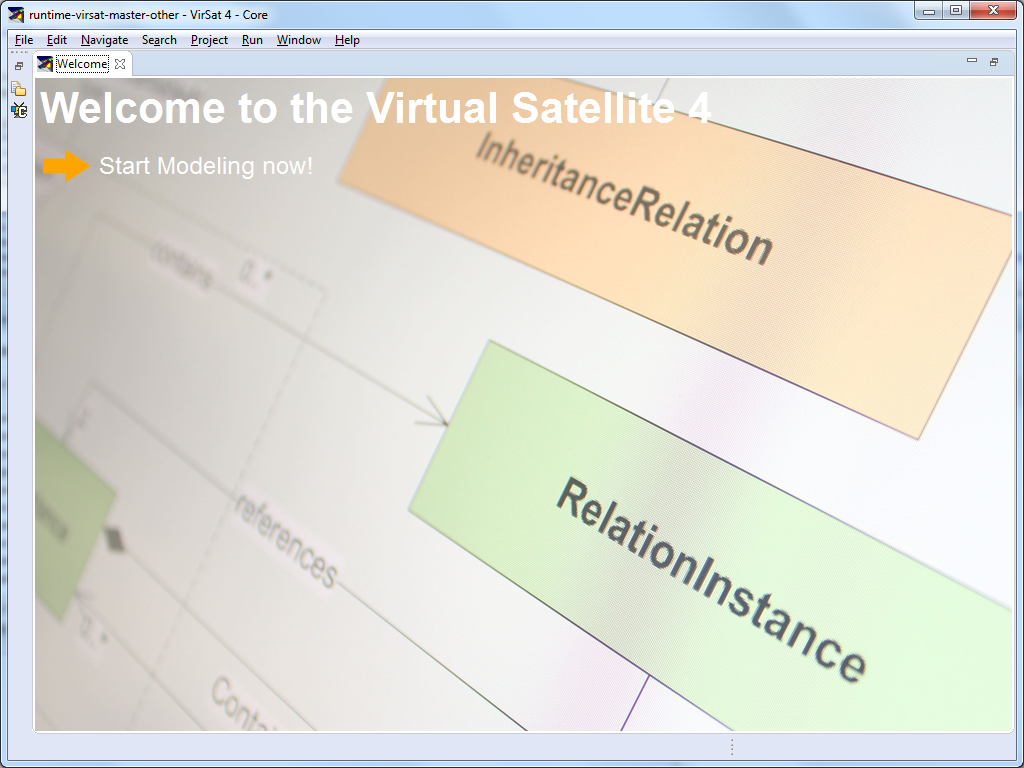 runtime-virsat-master-other - VirSat 4 - Core
File Edit Navigate Search Project Run Window Help
Welcome
Welcome to the Virtual Satellite 4
Start Modeling now!
InheritanceRelation
contains
0..*
RelationInstance
references
0..*